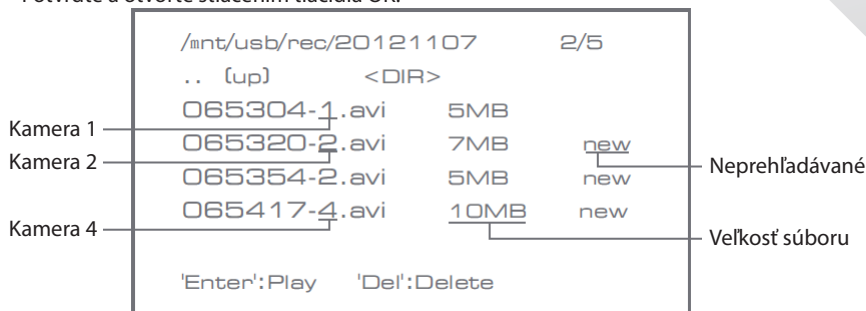 /mnt/usb/rec/20121107 2/5
.. (up) <DIR>
065304-1.avi 5MB
Kamera 1
065320-2.avi 7MB new
Kamera 2
Neprehľadávané
065354-2.avi 5MB new
065417-4.avi 10MB new
Kamera 4
Veľkosť súboru
'Enter':Play 'Del':Delete